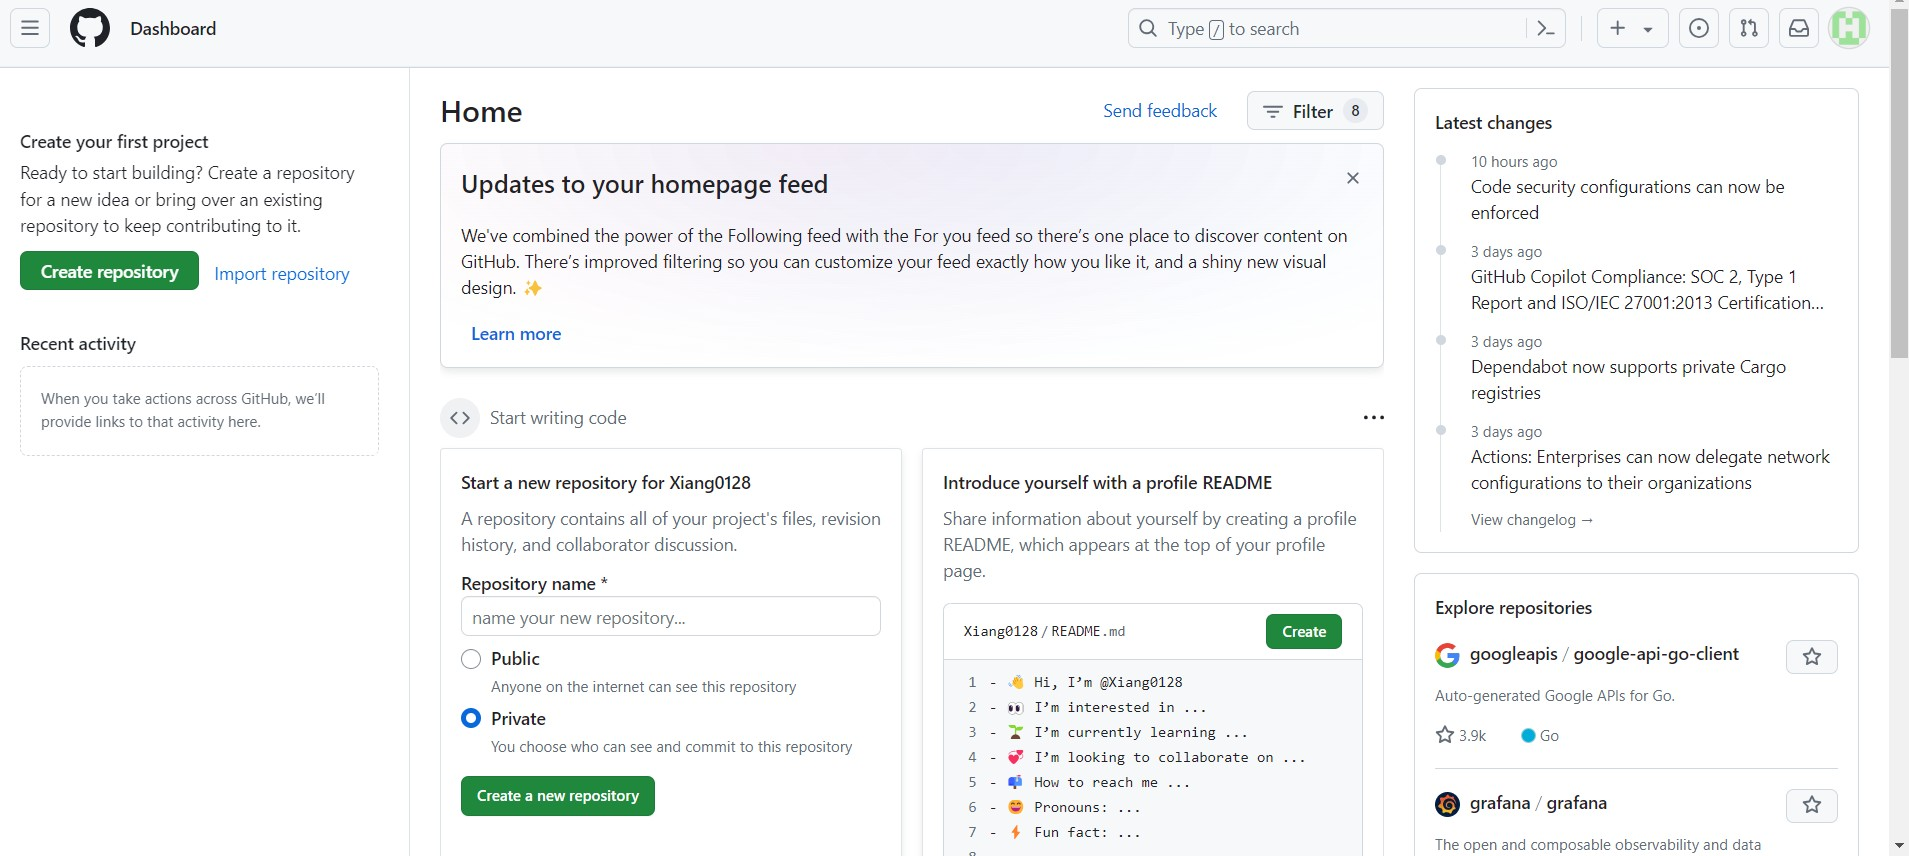 Dashboard
Type / to search
Create your first project
Ready to start building? Create a repository
for a new idea or bring over an existing
repository to keep contributing to it.
Create repository
Import repository
Recent activity
When you take actions across GitHub, we'll
provide links to that activity here.
Home
Send feedback
Filter 8
Updates to your homepage feed
We've combined the power of the Following feed with the For you feed so there's one place to discover content on
GitHub. There's improved filtering so you can customize your feed exactly how you like it, and a shiny new visual
design. ✨
Learn more
Start writing code
Start a new repository for Xiang0128
A repository contains all of your project's files, revision
history, and collaborator discussion.
Repository name *
name your new repository...
Public
Anyone on the internet can see this repository
Private
You choose who can see and commit to this repository
Create a new repository
Introduce yourself with a profile README
Share information about yourself by creating a profile
README, which appears at the top of your profile
page.
Xiang0128 / README.md
Create
1 - 👋 Hi, I'm @Xiang0128
2 - 👀 I'm interested in ...
3 - 🌱 I'm currently learning ...
4 - 💞️ I'm looking to collaborate on ...
5 - 📫 How to reach me ...
6 - 😄 Pronouns: ...
7 - ⚡ Fun fact: ...
Latest changes
10 hours ago
Code security configurations can now be
enforced
3 days ago
GitHub Copilot Compliance: SOC 2, Type 1
Report and ISO/IEC 27001:2013 Certification...
3 days ago
Dependabot now supports private Cargo
registries
3 days ago
Actions: Enterprises can now delegate network
configurations to their organizations
View changelog →
Explore repositories
googleapis / google-api-go-client
Auto-generated Google APIs for Go.
3.9k
Go
grafana / grafana
The open and composable observability and data